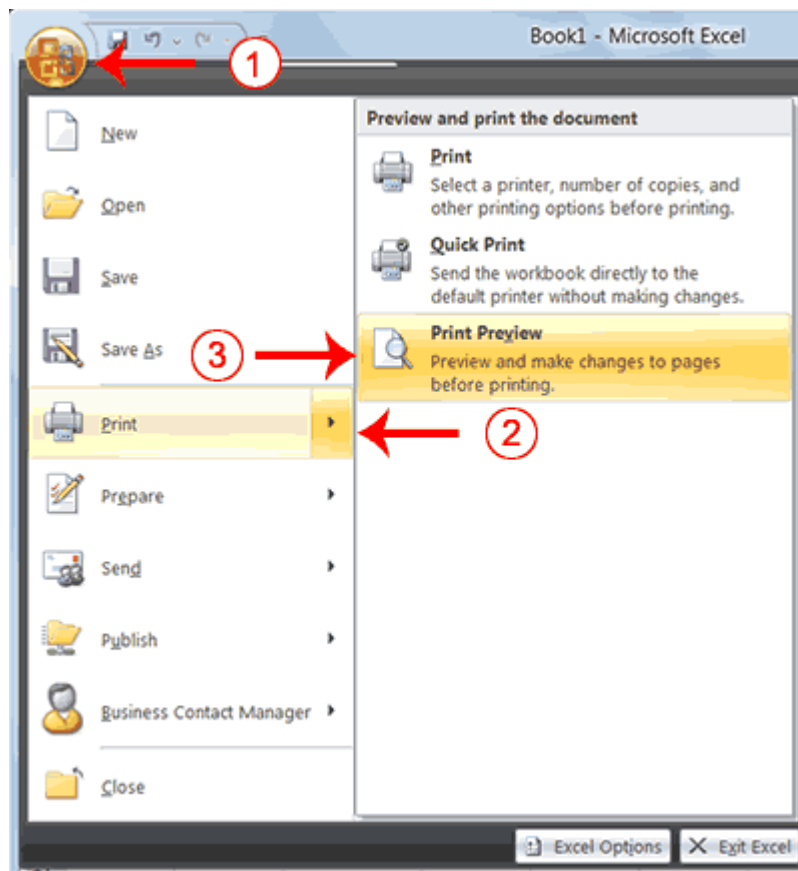 Book1 - Microsoft Excel
1
New
Open
Save
Save As
Print
Prepare
Send
Publish
Business Contact Manager
Close
Preview and print the document
Print
Select a printer, number of copies, and
other printing options before printing.
Quick Print
Send the workbook directly to the
default printer without making changes.
3
Print Preview
Preview and make changes to pages
before printing.
2
Excel Options
Exit Excel